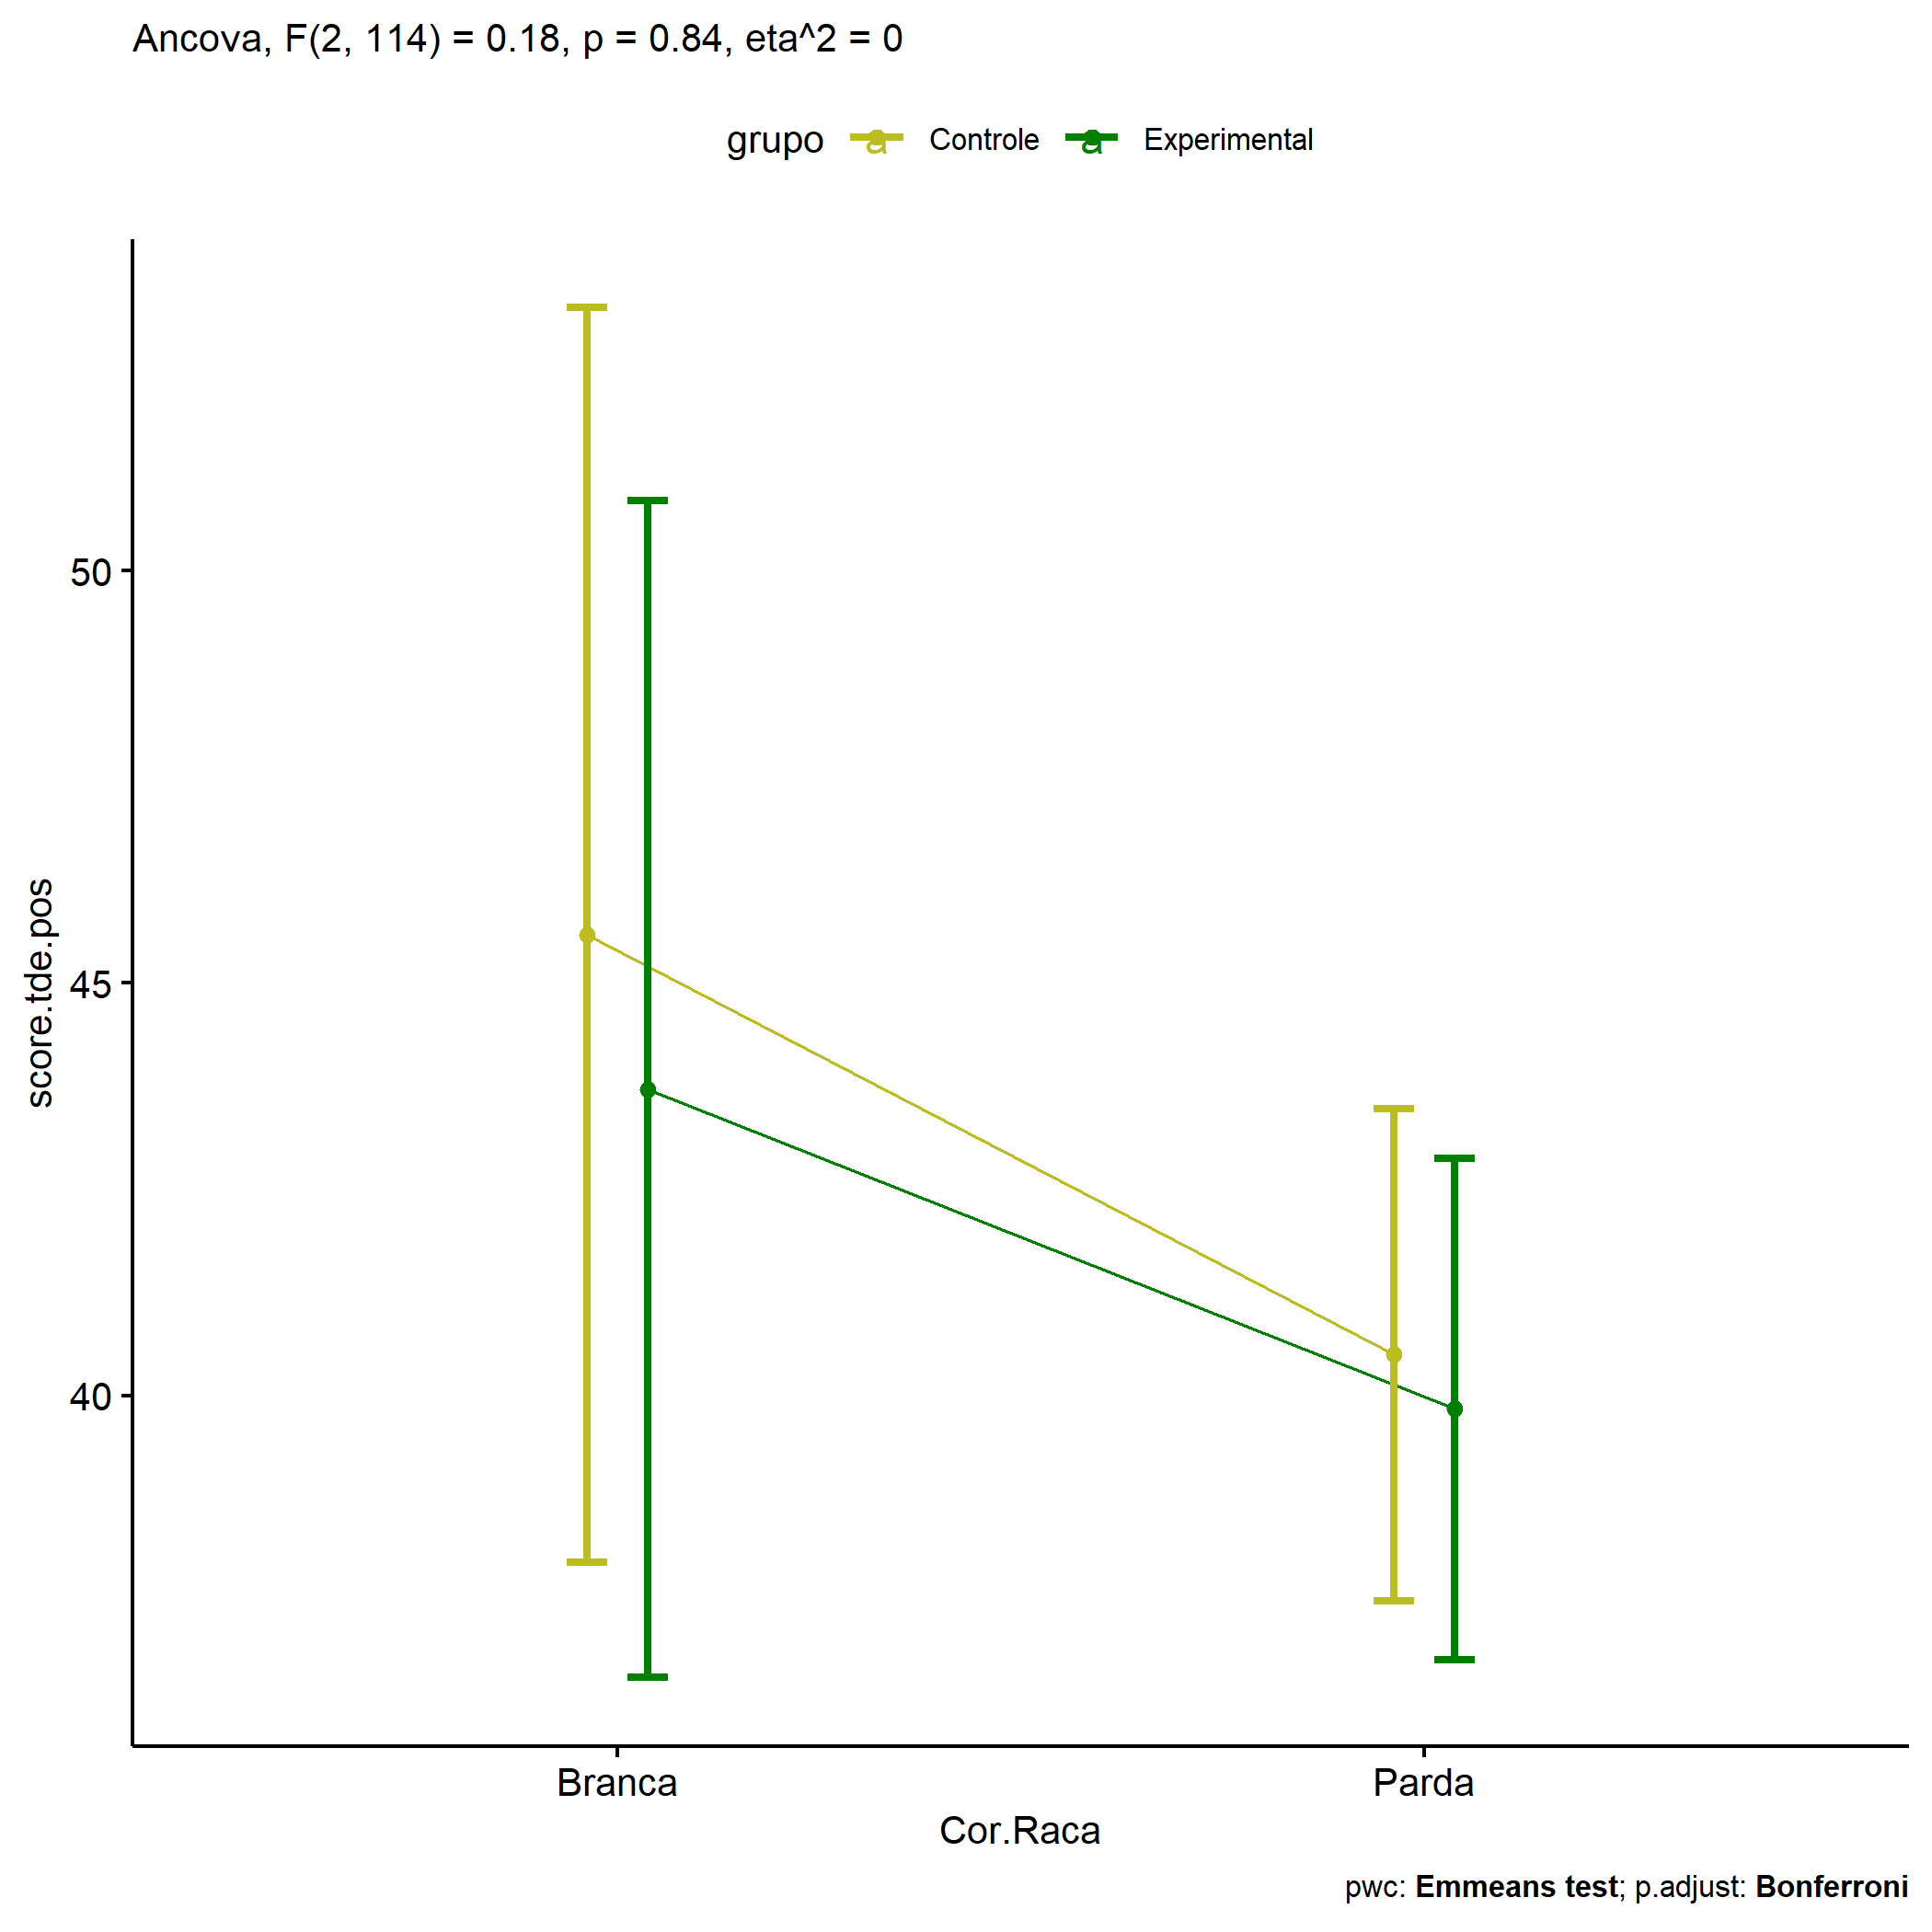 Ancova, F(2, 114) = 0.18, p = 0.84, eta^2 = 0
grupo a Controle a Experimental
50
45
40
score.tde.pos
Branca Parda
Cor.Raca
pwc: Emmeans test; p.adjust: Bonferroni